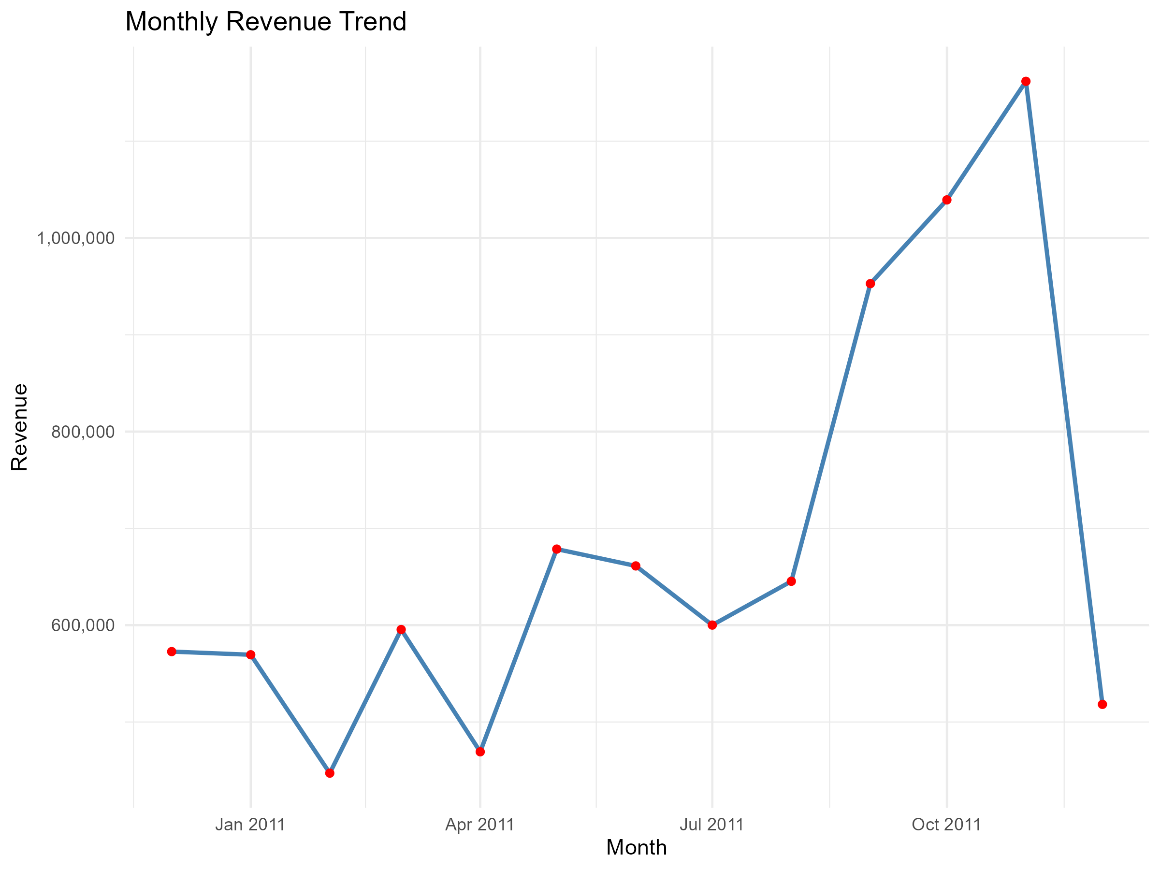 Monthly Revenue Trend
1,000,000
800,000
600,000
Revenue
Jan 2011 Apr 2011 Jul 2011 Oct 2011
Month